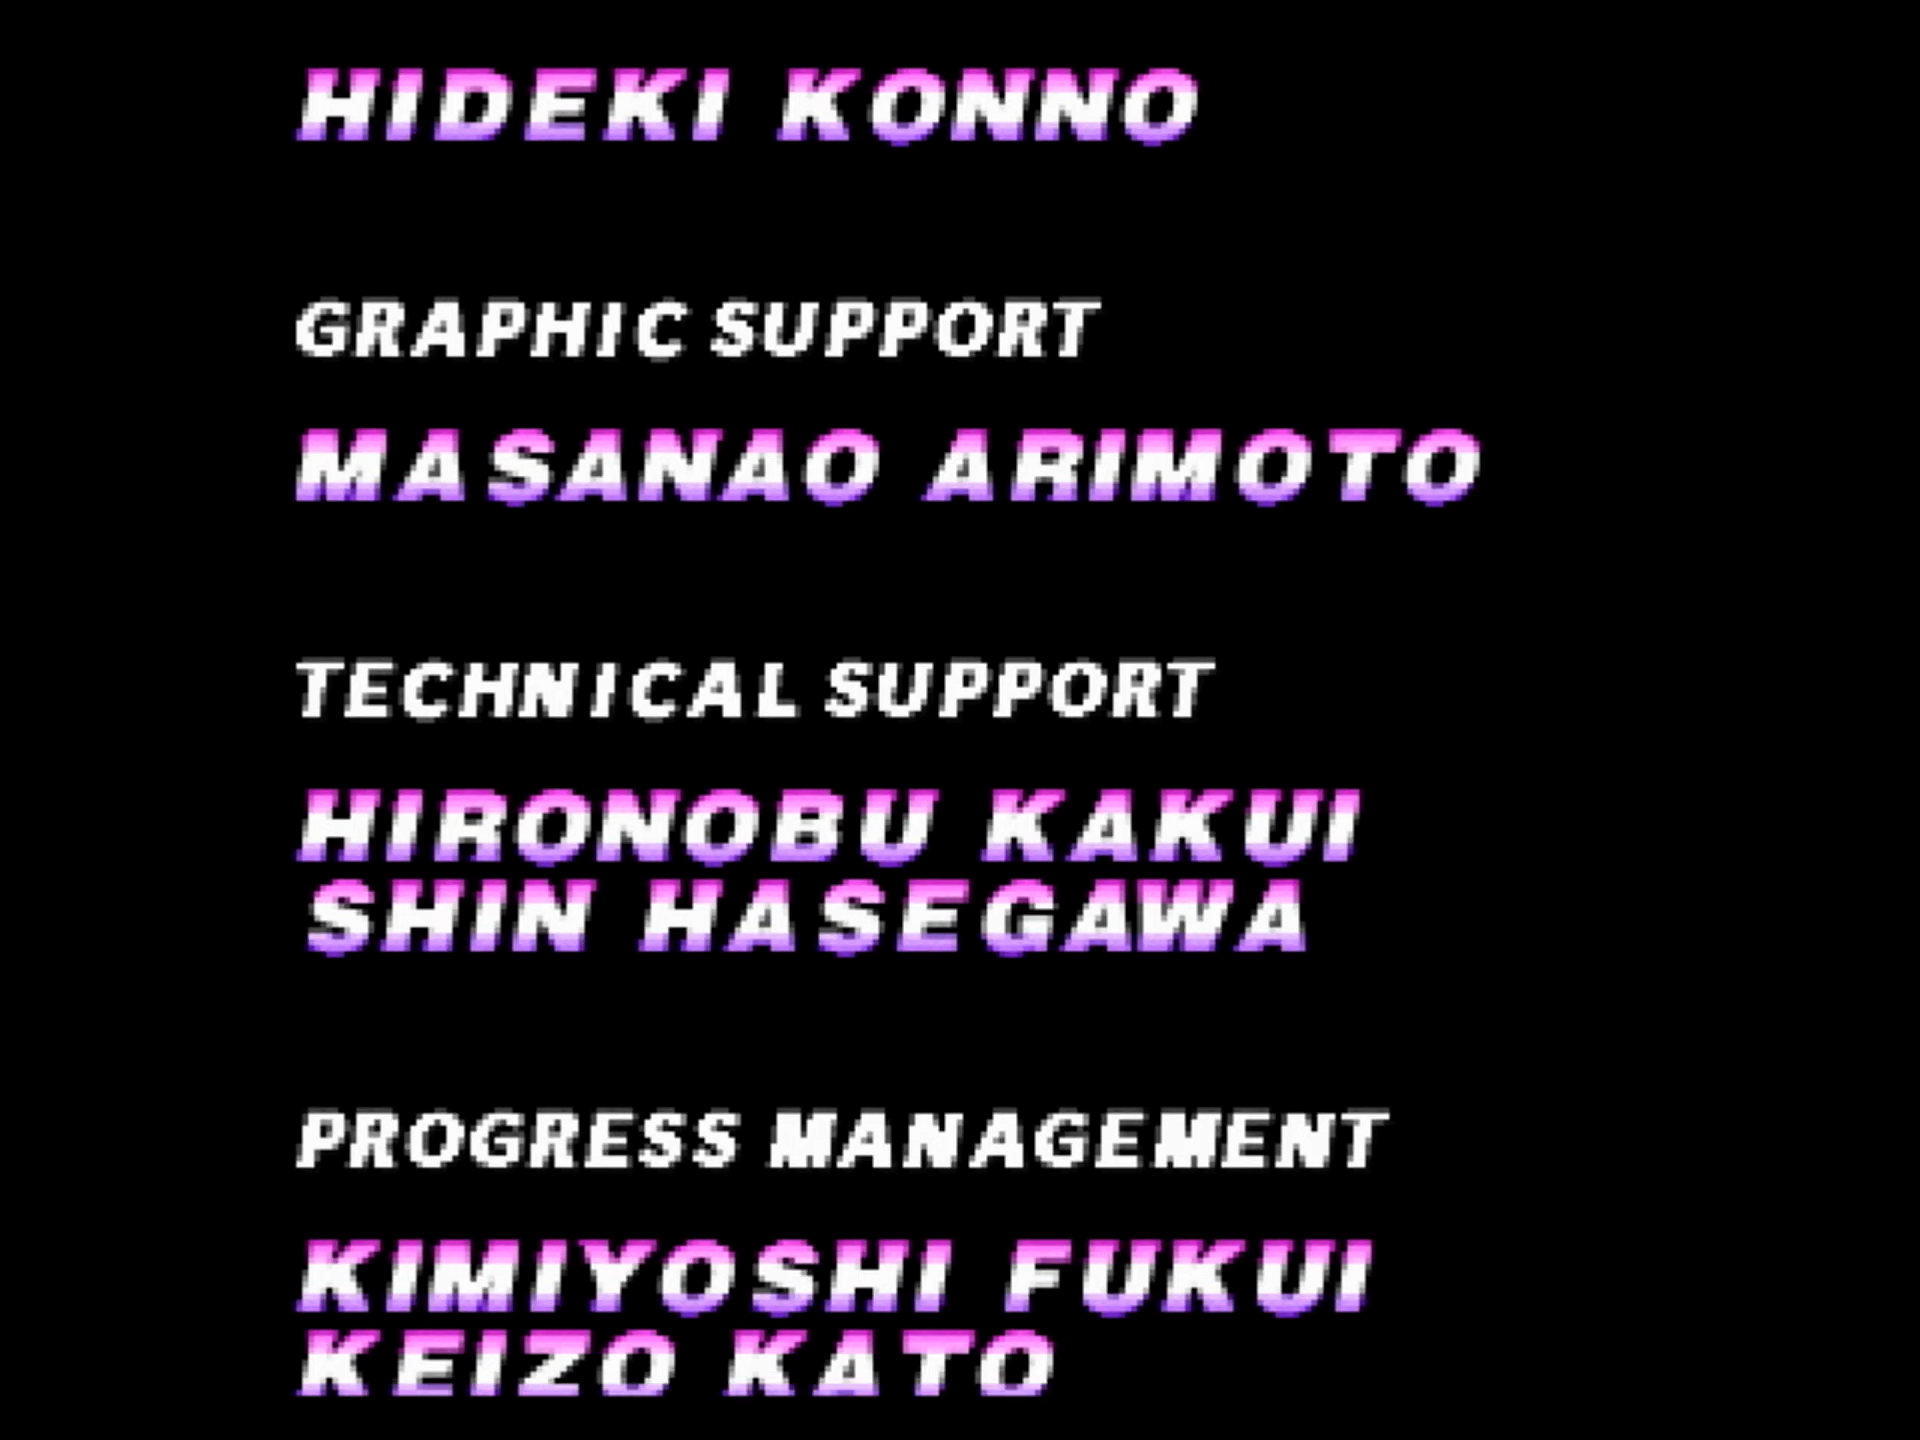 HIDEKI KONNO
GRAPHIC SUPPORT
MASANAO ARIMOTO
TECHNICAL SUPPORT
HIRONOBU KAKUI
SHIN HASEGAWA
PROGRESS MANAGEMENT
KIMIYOSHI FUKUI
KEIZO KATO